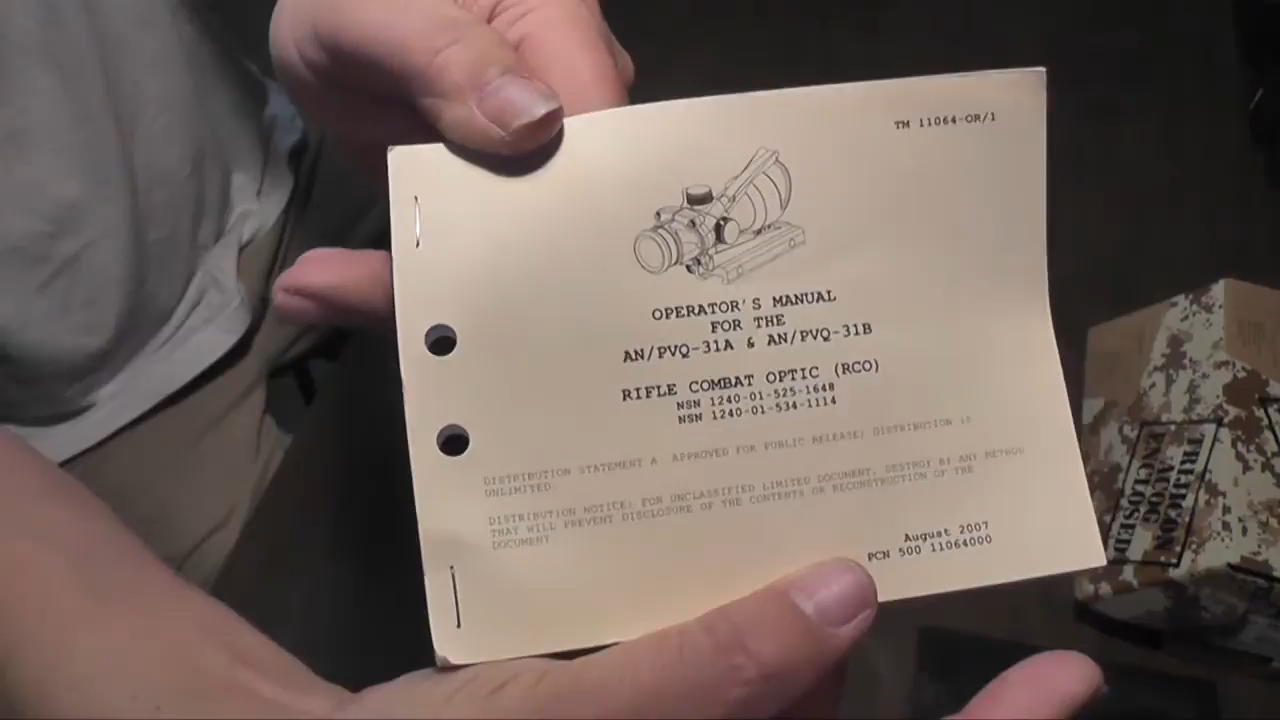 TM 11064-OR/1
OPERATOR'S MANUAL
FOR THE
AN/PVQ-31A & AN/PVQ-31B
RIFLE COMBAT OPTIC (RCO)
NSN 1240-01-525-1648
NSN 1240-01-534-1114
DISTRIBUTION STATEMENT A APPROVED FOR PUBLIC RELEASE; DISTRIBUTION IS
UNLIMITED.
DISTRIBUTION NOTICE: FOR UNCLASSIFIED LIMITED DOCUMENT, DESTROY BY ANY METHOD
THAT WILL PREVENT DISCLOSURE OF THE CONTENTS OR RECONSTRUCTION OF THE
DOCUMENT
August 2007
PCN 500 11064000
TRIJICON
ACOG
ENCLOSED